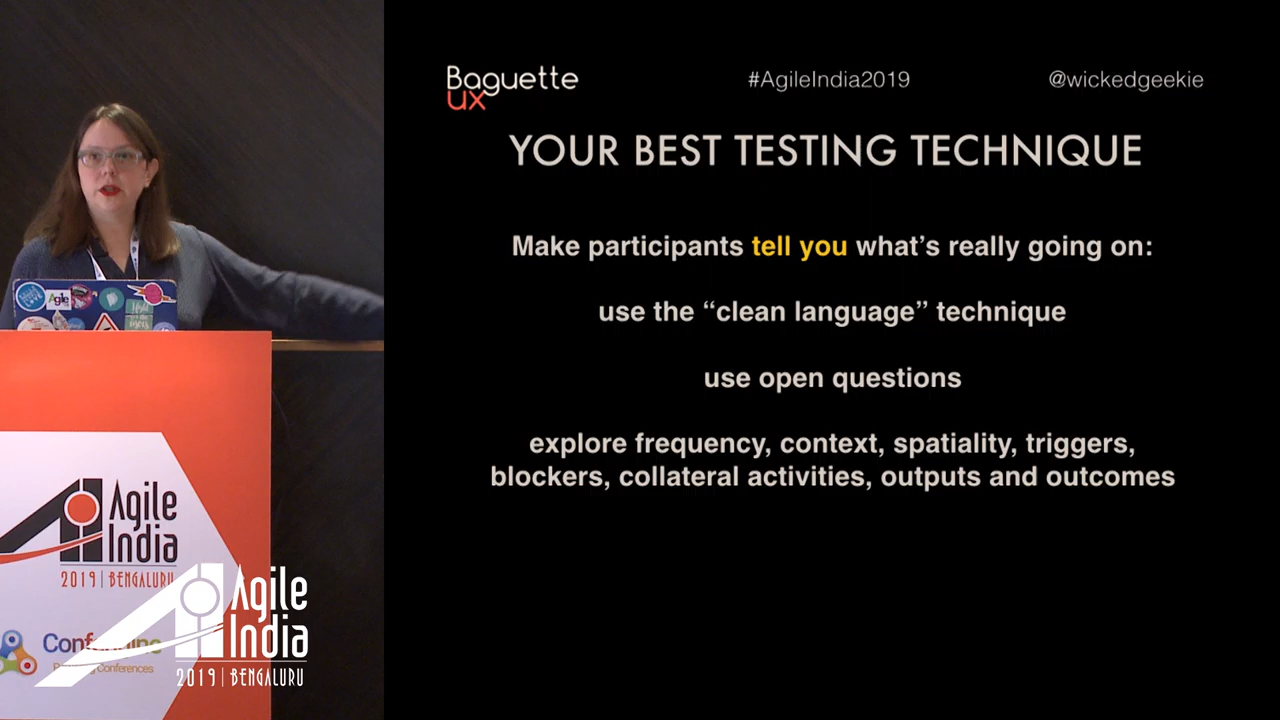 Baguette
ux
#AgileIndia2019
@wickedgeekie
YOUR BEST TESTING TECHNIQUE
Make participants tell you what’s really going on:
use the “clean language” technique
use open questions
explore frequency, context, spatiality, triggers,
blockers, collateral activities, outputs and outcomes
Agile
Agile
India
2019 | BENGALURU
Agile
India
2019 | BENGALURU
Conferences